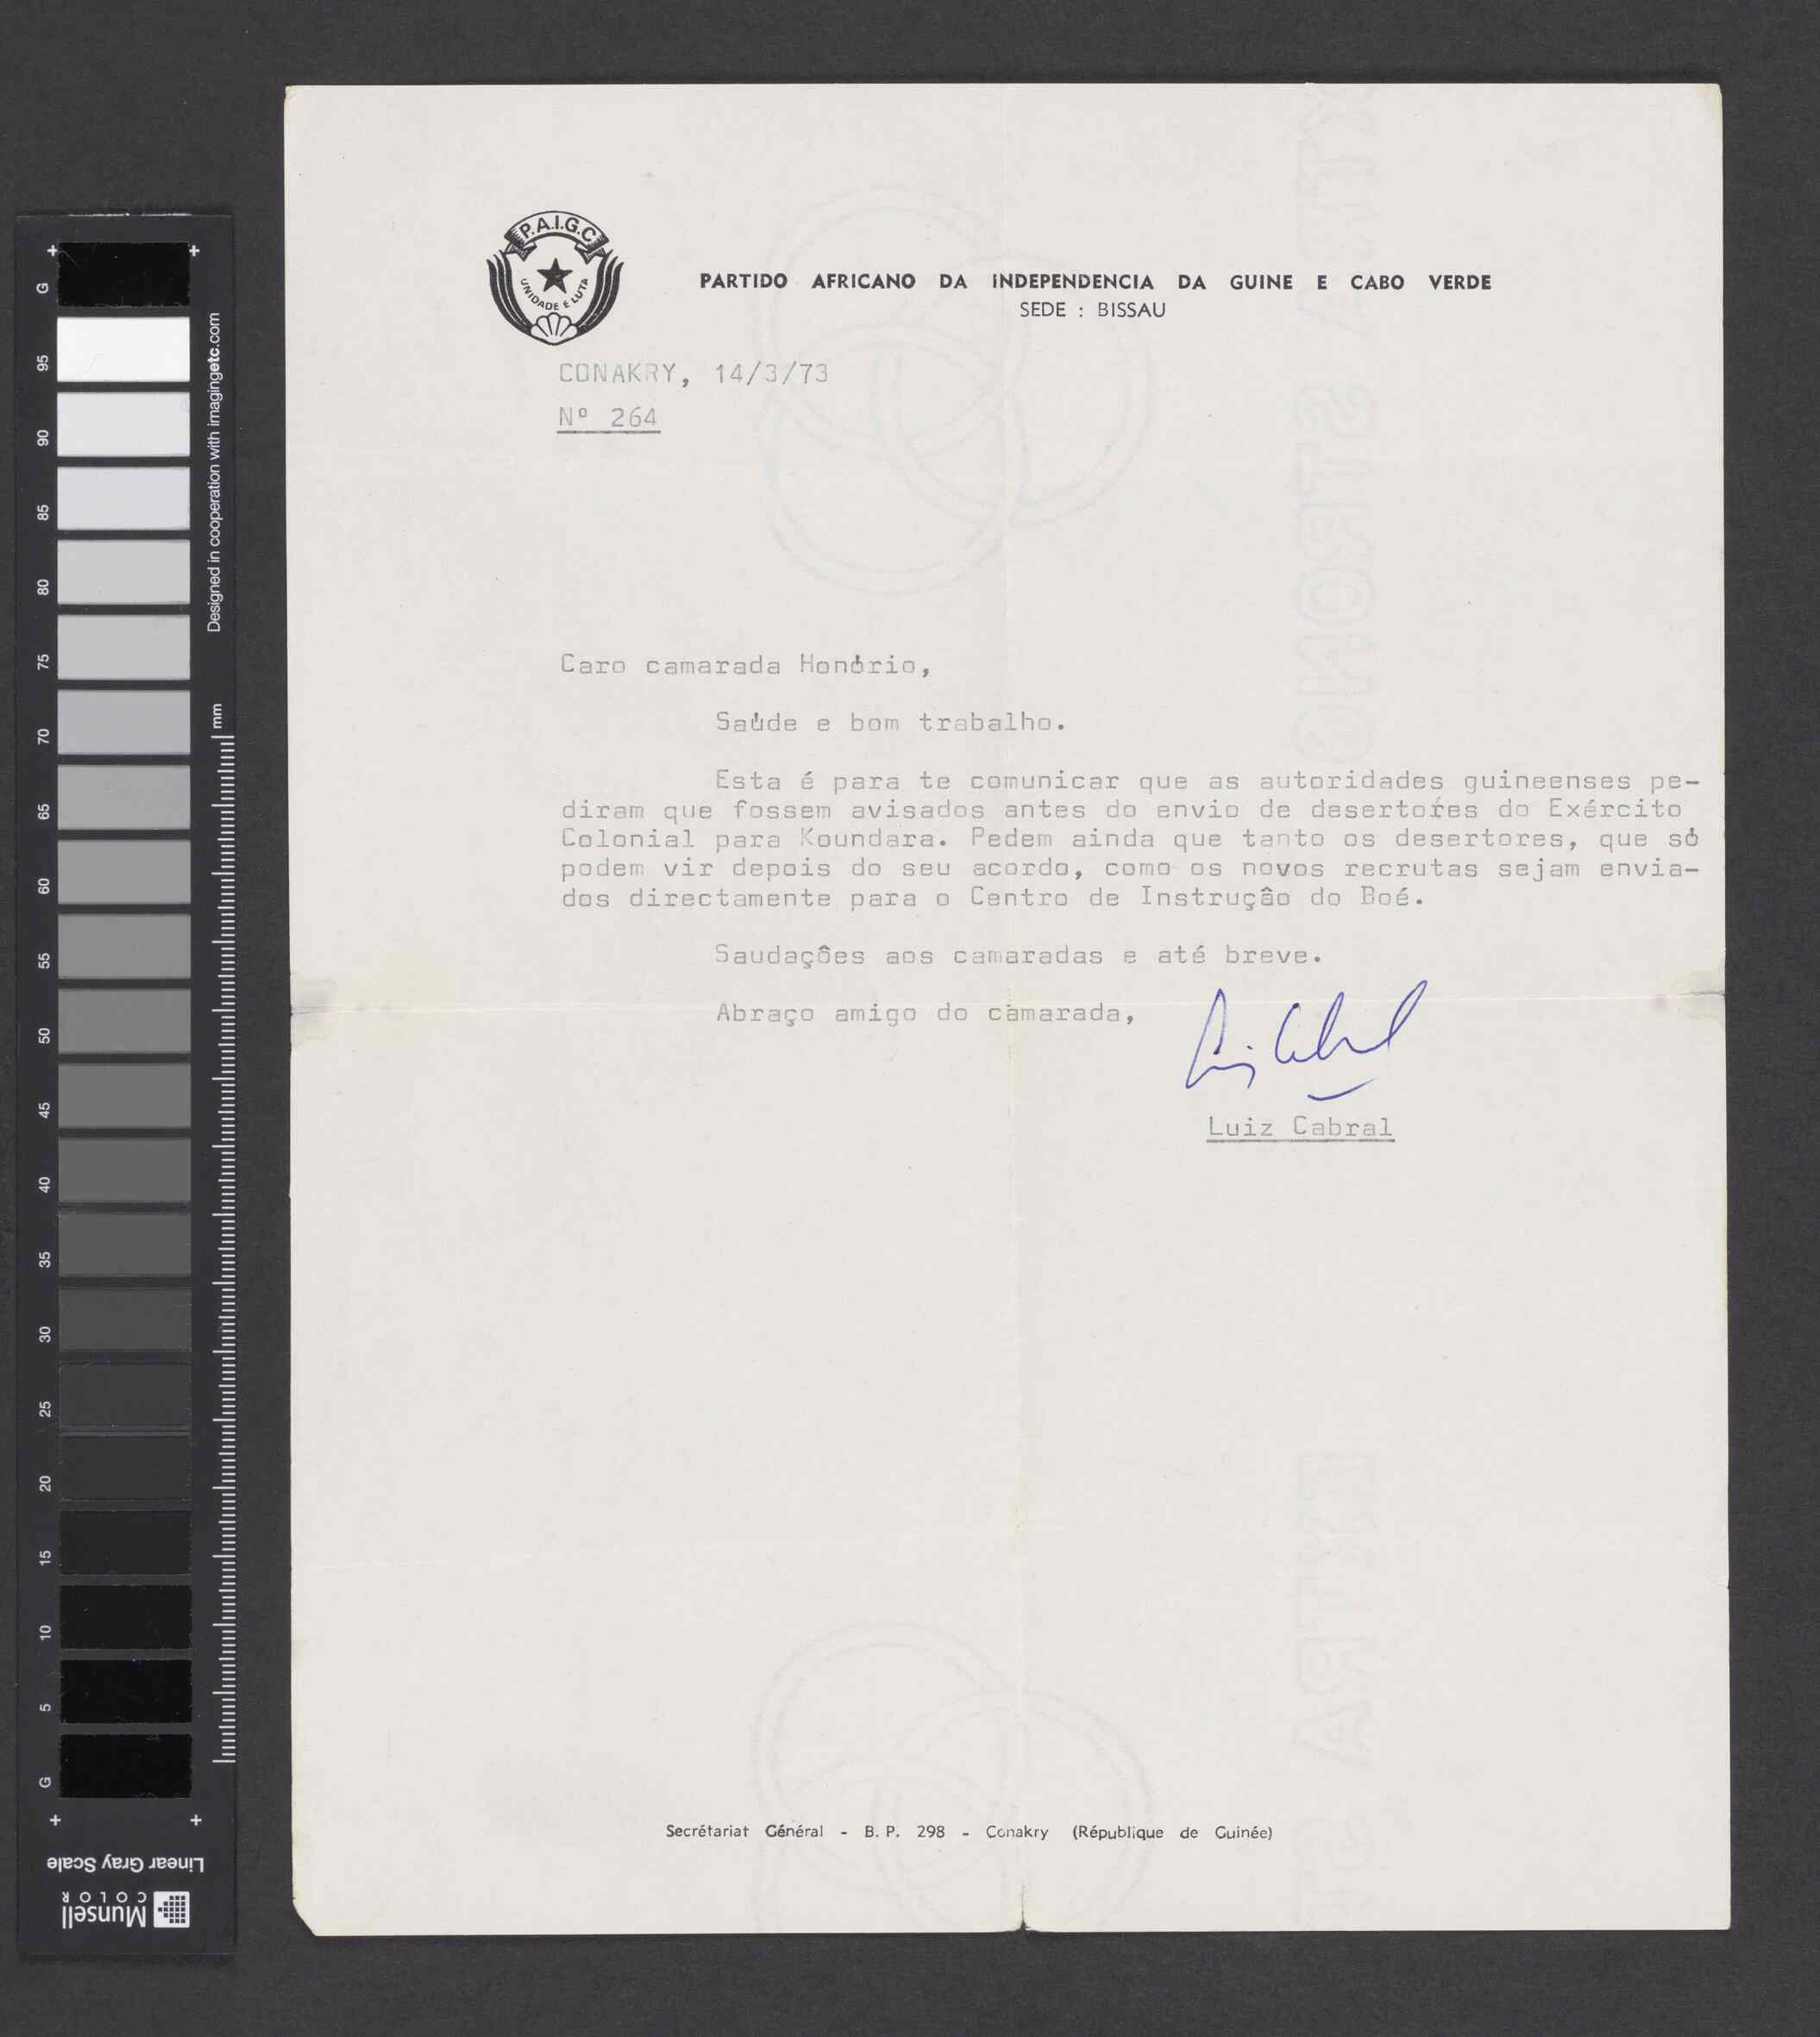 P.A.I.G.C
UNIDADE E LUTA
PARTIDO AFRICANO DA INDEPENDENCIA DA GUINE E CABO VERDE
SEDE : BISSAU
CONAKRY, 14/3/73
Nº 264
Caro camarada Honório,
Saúde e bom trabalho.
Esta é para te comunicar que as autoridades guineenses pe-
diram que fossem avisados antes do envio de desertores do Exército
Colonial para Koundara. Pedem ainda que tanto os desertores, que só
podem vir depois do seu acordo, como os novos recrutas sejam envia-
dos directamente para o Centro de Instrução do Boé.
Saudações aos camaradas e até breve.
Abraço amigo do camarada,
Luiz Cabral
Luiz Cabral
Secrétariat Général - B. P. 298 - Conakry (République de Guinée)
G 95 90 85 80 75 70 65 60 55 50 45 40 35 30 25 20 15 10 5 G
Designed in cooperation with imagingetc.com
mm
Linear Gray Scale
Munsell
COLOR